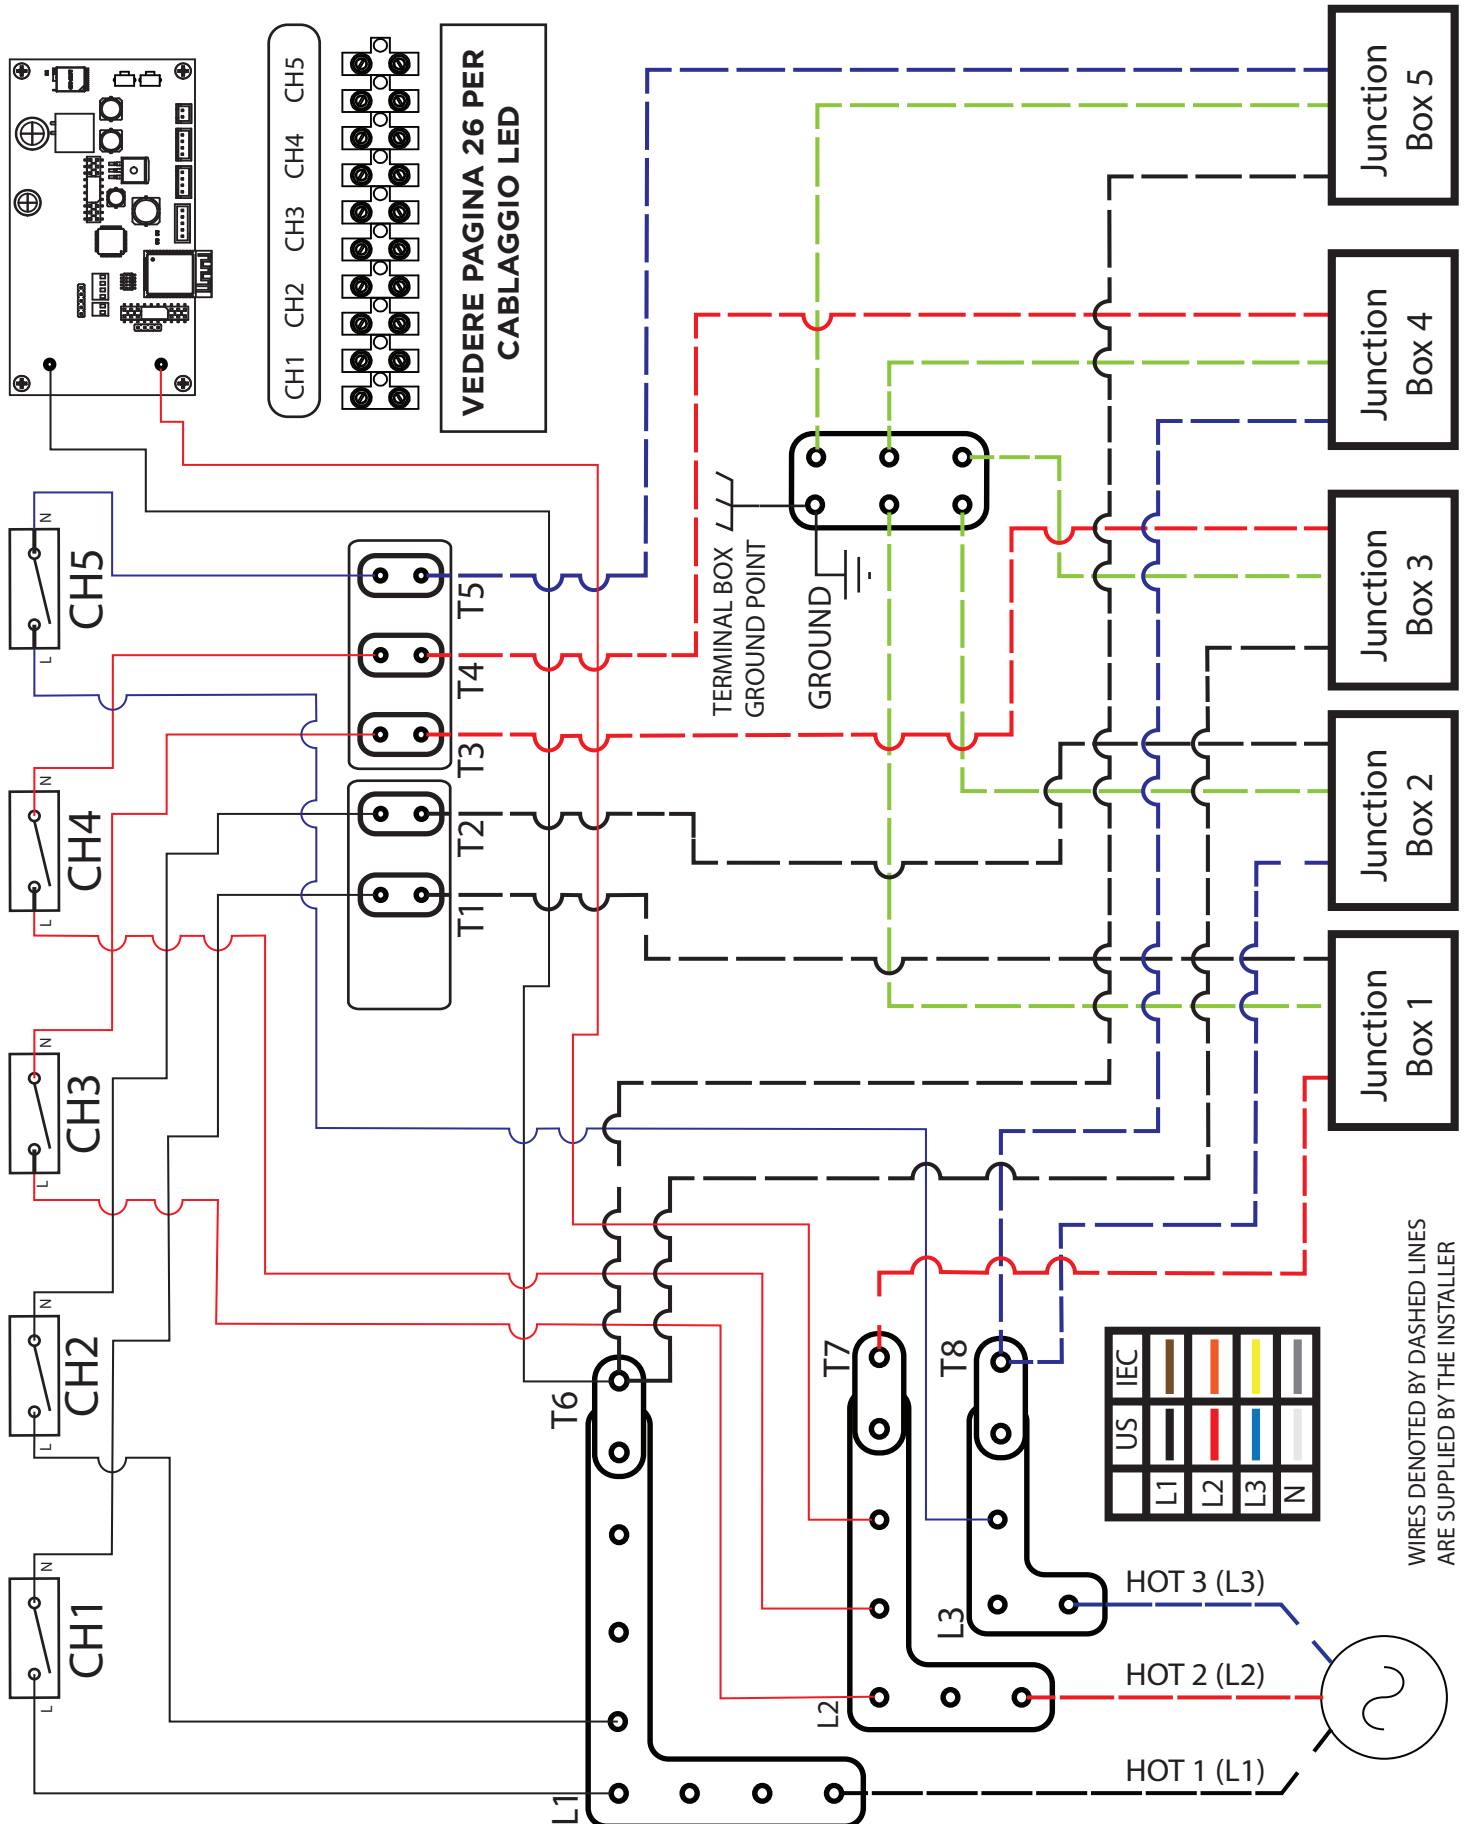 CH1 CH2 CH3 CH4 CH5
VEDERE PAGINA 26 PER
CABLAGGIO LED
L
N
CH1
L
N
CH2
L
N
CH3
L
N
CH4
L
N
CH5
T1
T2
T3
T4
T5
TERMINAL BOX
GROUND POINT
GROUND
L1
T6
L2
T7
L3
T8
HOT 1 (L1)
HOT 2 (L2)
HOT 3 (L3)
US IEC
L1
L2
L3
N
WIRES DENOTED BY DASHED LINES
ARE SUPPLIED BY THE INSTALLER
Junction
Box 1
Junction
Box 2
Junction
Box 3
Junction
Box 4
Junction
Box 5